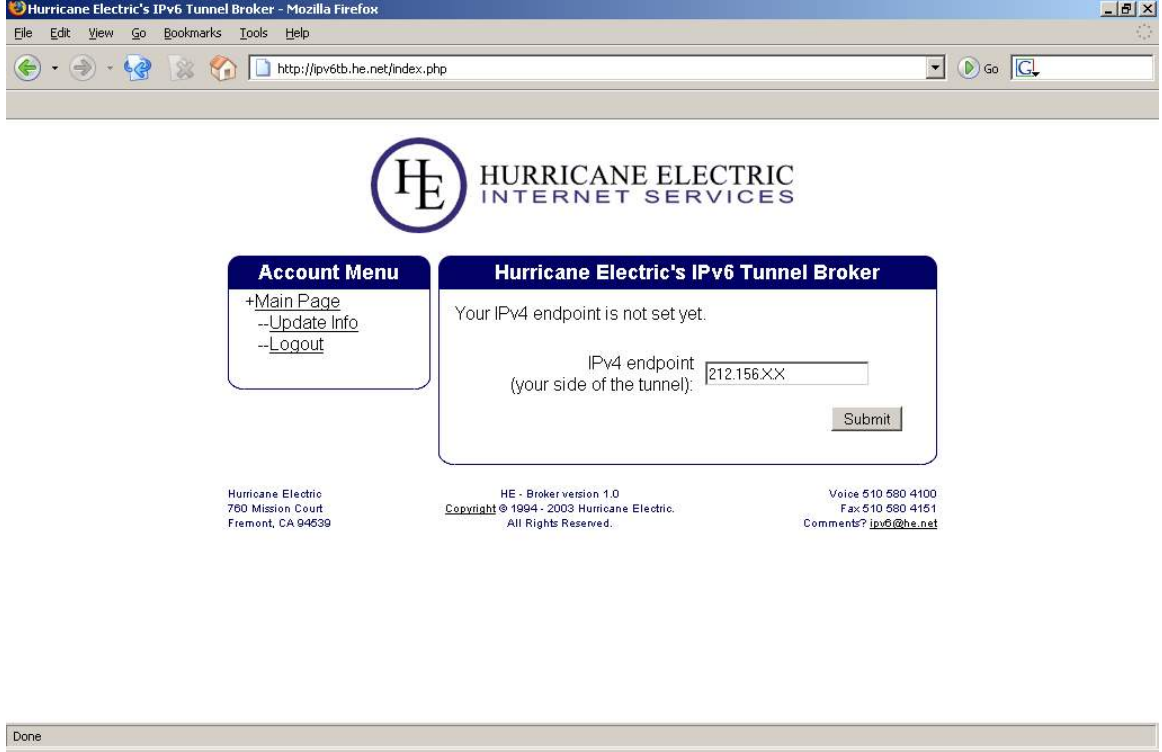 Hurricane Electric's IPv6 Tunnel Broker - Mozilla Firefox
File Edit View Go Bookmarks Tools Help
http://ipv6tb.he.net/index.php
Go
G
HE
HURRICANE ELECTRIC
INTERNET SERVICES
Account Menu
+Main Page
--Update Info
--Logout
Hurricane Electric's IPv6 Tunnel Broker
Your IPv4 endpoint is not set yet.
IPv4 endpoint
(your side of the tunnel):
212.156.X.X
Submit
Hurricane Electric
760 Mission Court
Fremont, CA 94539
HE - Broker version 1.0
Copyright © 1994 - 2003 Hurricane Electric.
All Rights Reserved.
Voice 510 580 4100
Fax 510 580 4151
Comments? ipv6@he.net
Done